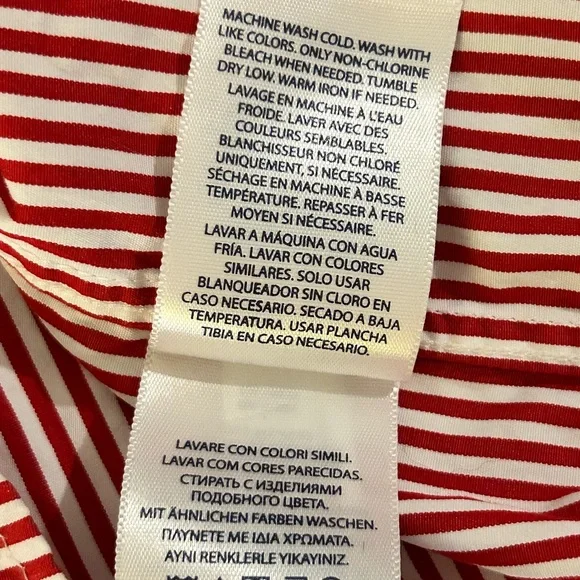 MACHINE WASH COLD. WASH WITH
LIKE COLORS. ONLY NON-CHLORINE
BLEACH WHEN NEEDED. TUMBLE
DRY LOW. WARM IRON IF NEEDED.
LAVAGE EN MACHINE À L'EAU
FROIDE. LAVER AVEC DES
COULEURS SEMBLABLES.
BLANCHISSEUR NON CHLORÉ
UNIQUEMENT, SI NÉCESSAIRE.
SÉCHAGE EN MACHINE À BASSE
TEMPÉRATURE. REPASSER À FER
MOYEN SI NÉCESSAIRE.
LAVAR A MÁQUINA CON AGUA
FRÍA. LAVAR CON COLORES
SIMILARES. SOLO USAR
BLANQUEADOR SIN CLORO EN
CASO NECESARIO. SECADO A BAJA
TEMPERATURA. USAR PLANCHA
TIBIA EN CASO NECESARIO.
LAVARE CON COLORI SIMILI.
LAVAR COM CORES PARECIDAS.
СТИРАТЬ С ИЗДЕЛИЯМИ
ПОДОБНОГО ЦВЕТА.
MIT ÄHNLICHEN FARBEN WASCHEN.
ΠΛΥΝΕΤΕ ΜΕ ΙΔΙΑ ΧΡΩΜΑΤΑ.
AYNI RENKLERLE YIKAYINIZ.